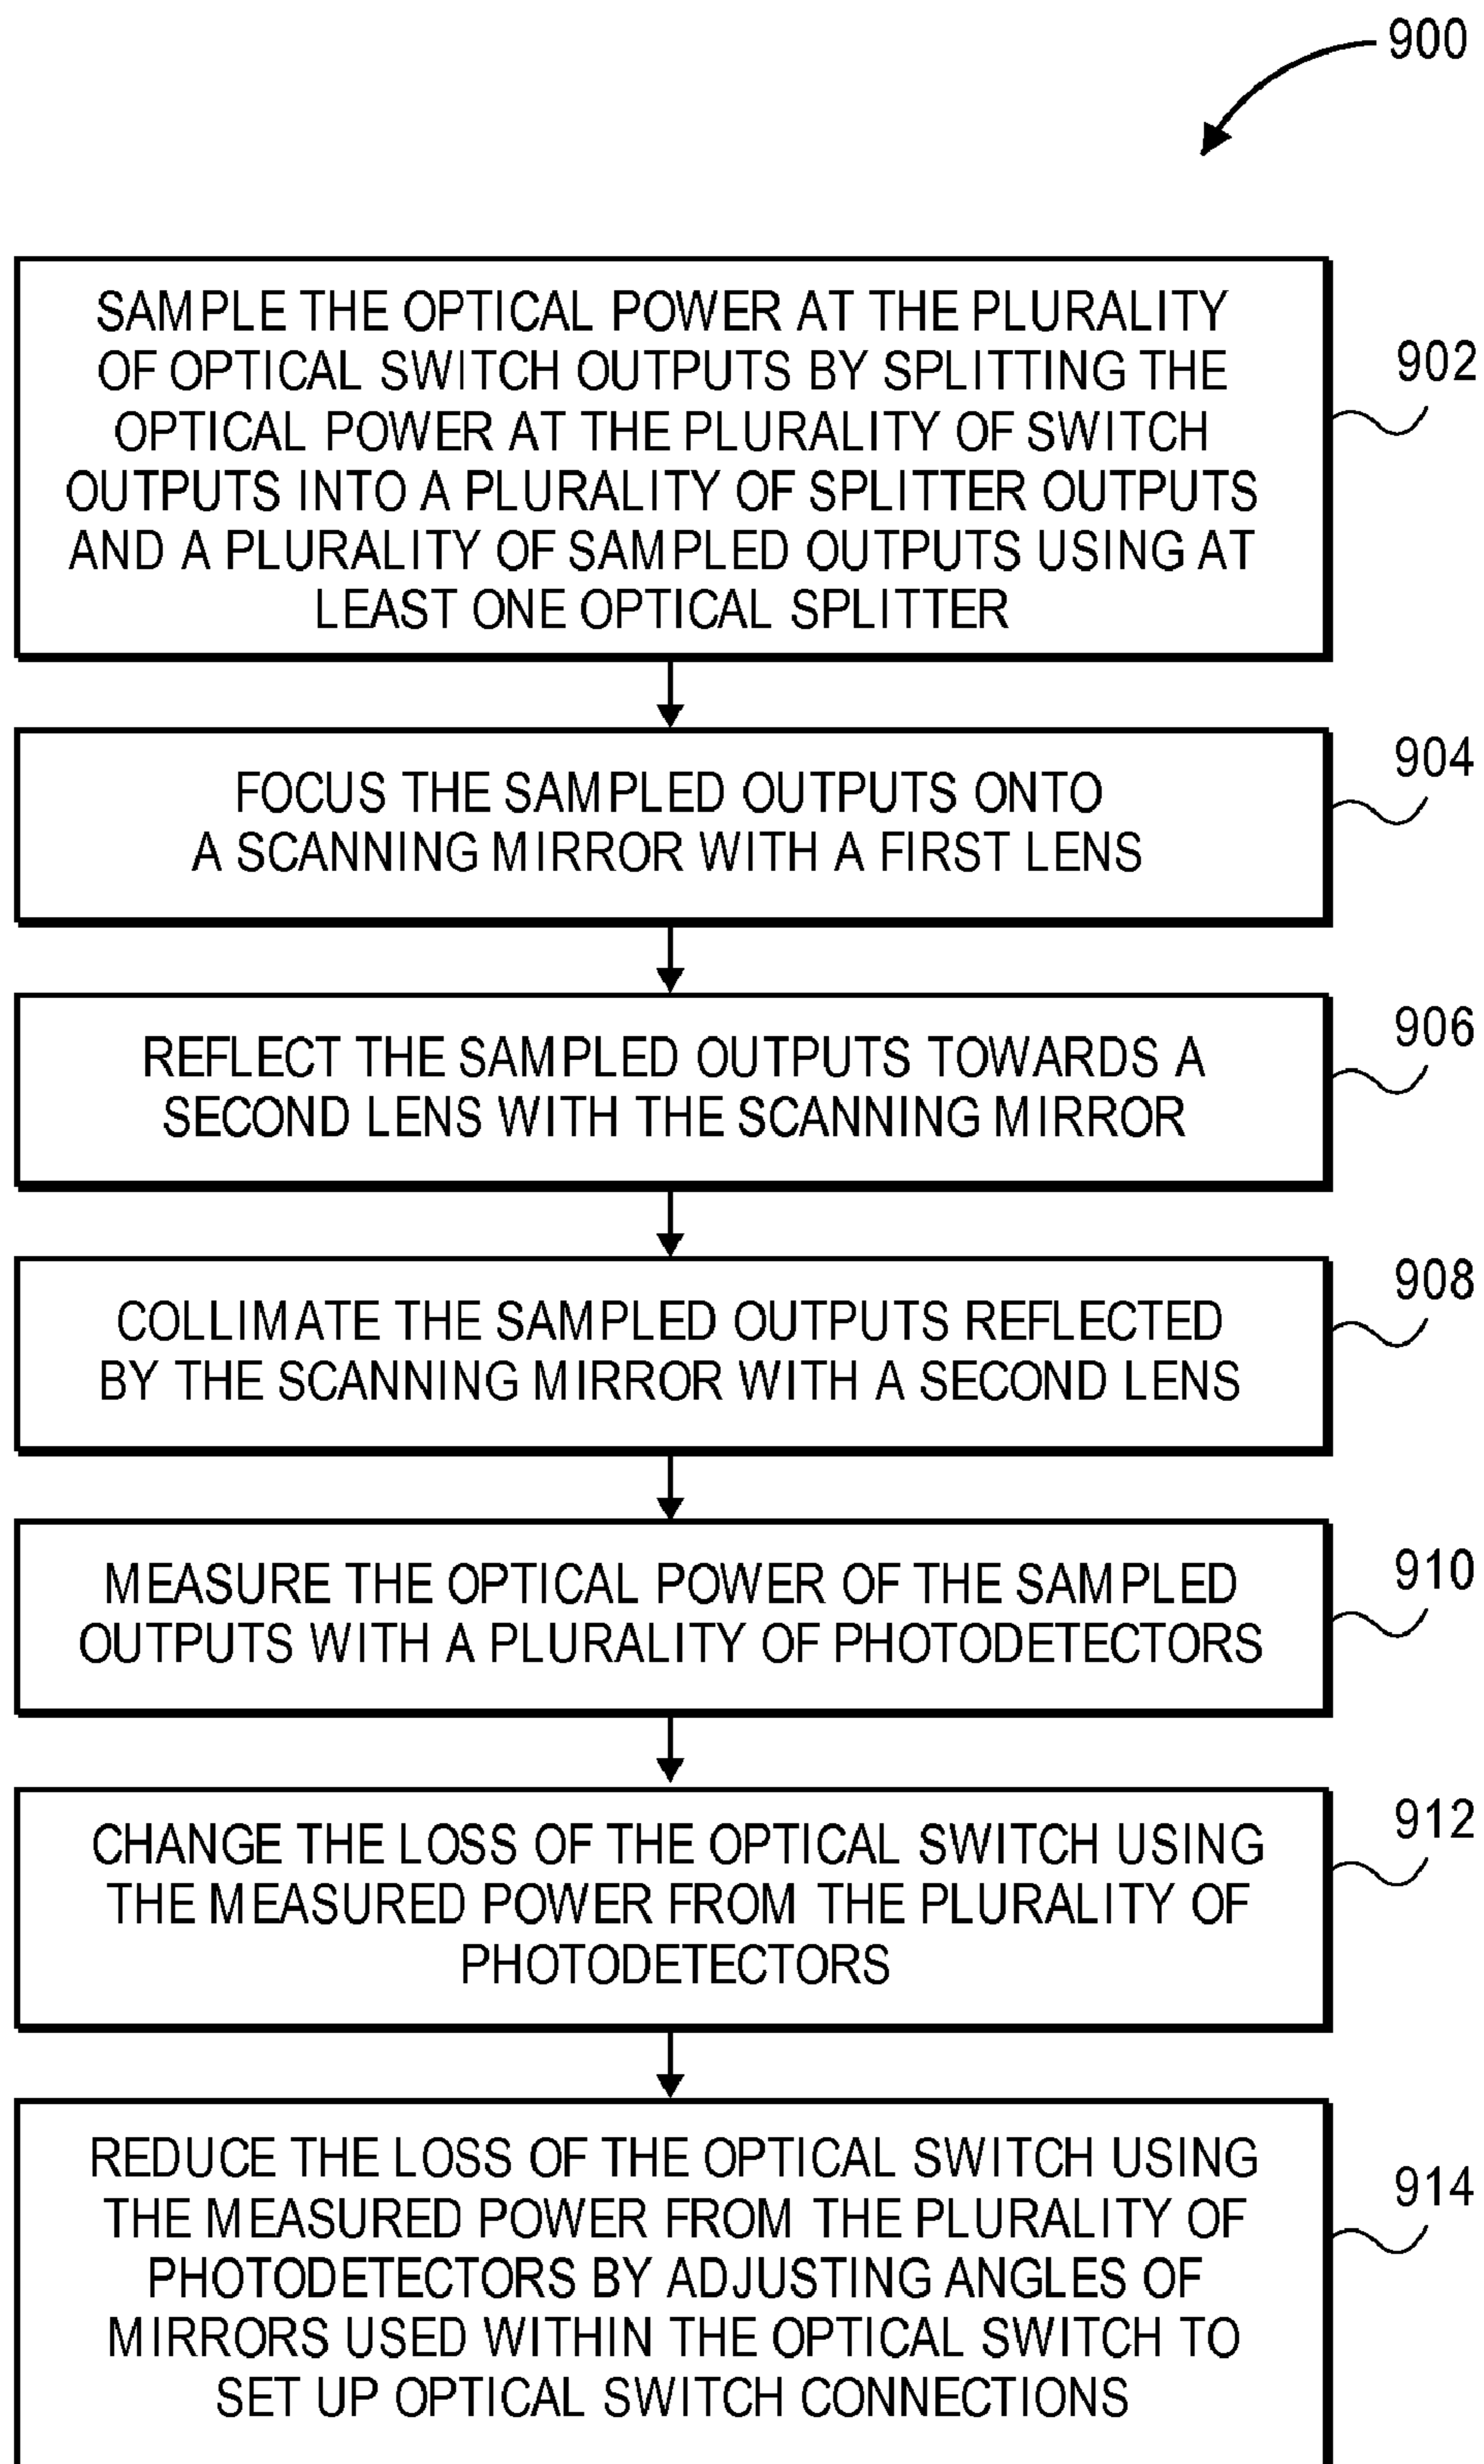 900
SAMPLE THE OPTICAL POWER AT THE PLURALITY
OF OPTICAL SWITCH OUTPUTS BY SPLITTING THE
OPTICAL POWER AT THE PLURALITY OF SWITCH
OUTPUTS INTO A PLURALITY OF SPLITTER OUTPUTS
AND A PLURALITY OF SAMPLED OUTPUTS USING AT
LEAST ONE OPTICAL SPLITTER
902
FOCUS THE SAMPLED OUTPUTS ONTO
A SCANNING MIRROR WITH A FIRST LENS
904
REFLECT THE SAMPLED OUTPUTS TOWARDS A
SECOND LENS WITH THE SCANNING MIRROR
906
COLLIMATE THE SAMPLED OUTPUTS REFLECTED
BY THE SCANNING MIRROR WITH A SECOND LENS
908
MEASURE THE OPTICAL POWER OF THE SAMPLED
OUTPUTS WITH A PLURALITY OF PHOTODETECTORS
910
CHANGE THE LOSS OF THE OPTICAL SWITCH USING
THE MEASURED POWER FROM THE PLURALITY OF
PHOTODETECTORS
912
REDUCE THE LOSS OF THE OPTICAL SWITCH USING
THE MEASURED POWER FROM THE PLURALITY OF
PHOTODETECTORS BY ADJUSTING ANGLES OF
MIRRORS USED WITHIN THE OPTICAL SWITCH TO
SET UP OPTICAL SWITCH CONNECTIONS
914